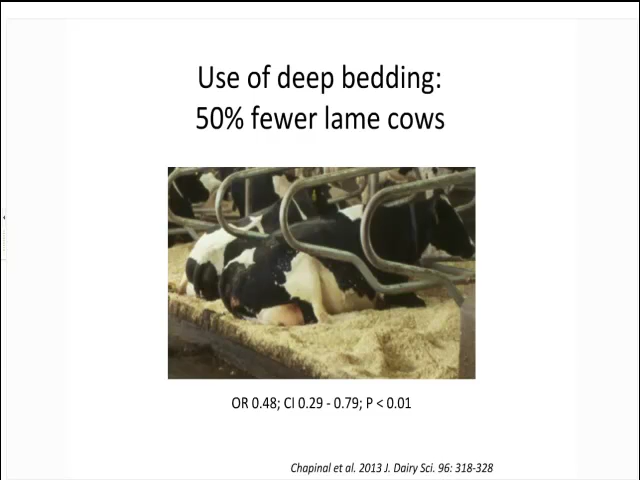 Use of deep bedding:
50% fewer lame cows
OR 0.48; CI 0.29 - 0.79; P < 0.01
Chapinal et al. 2013 J. Dairy Sci. 96: 318-328